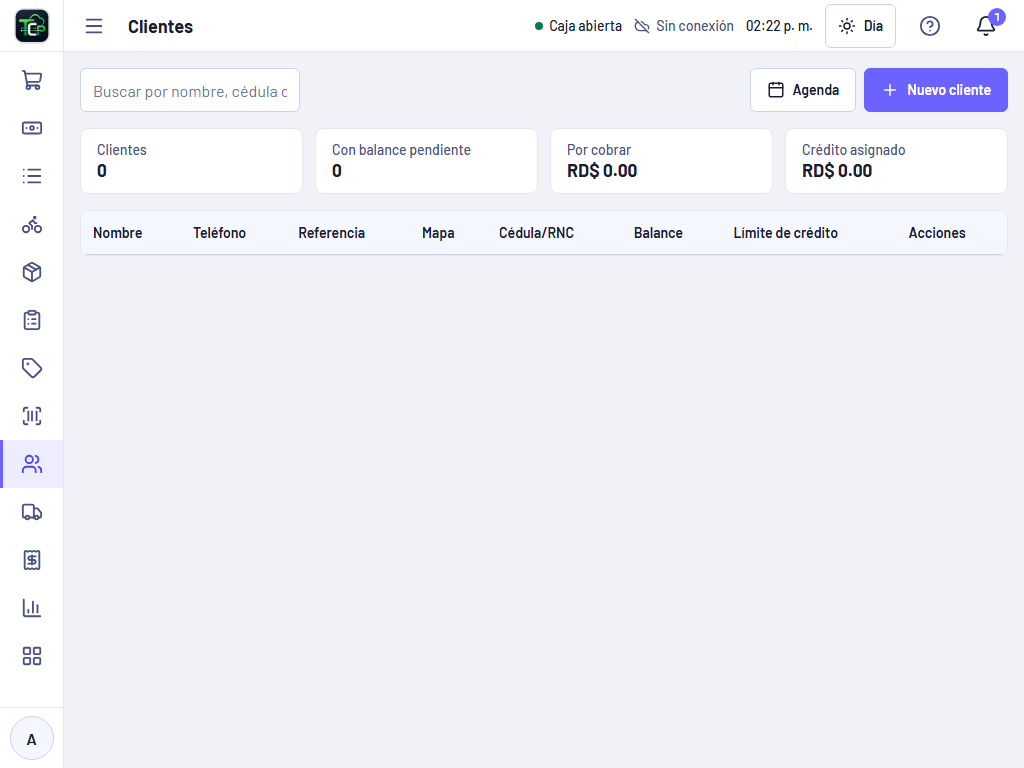 TCP
Clientes
Caja abierta
Sin conexión
02:22 p. m.
Día
1
Buscar por nombre, cédula o
Agenda
Nuevo cliente
Clientes
0
Con balance pendiente
0
Por cobrar
RD$ 0.00
Crédito asignado
RD$ 0.00
Nombre
Teléfono
Referencia
Mapa
Cédula/RNC
Balance
Límite de crédito
Acciones
A